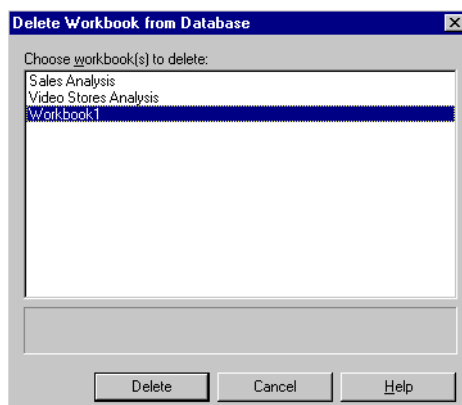 Delete Workbook from Database
Choose workbook(s) to delete:
Sales Analysis
Video Stores Analysis
Workbook1
Delete Cancel Help